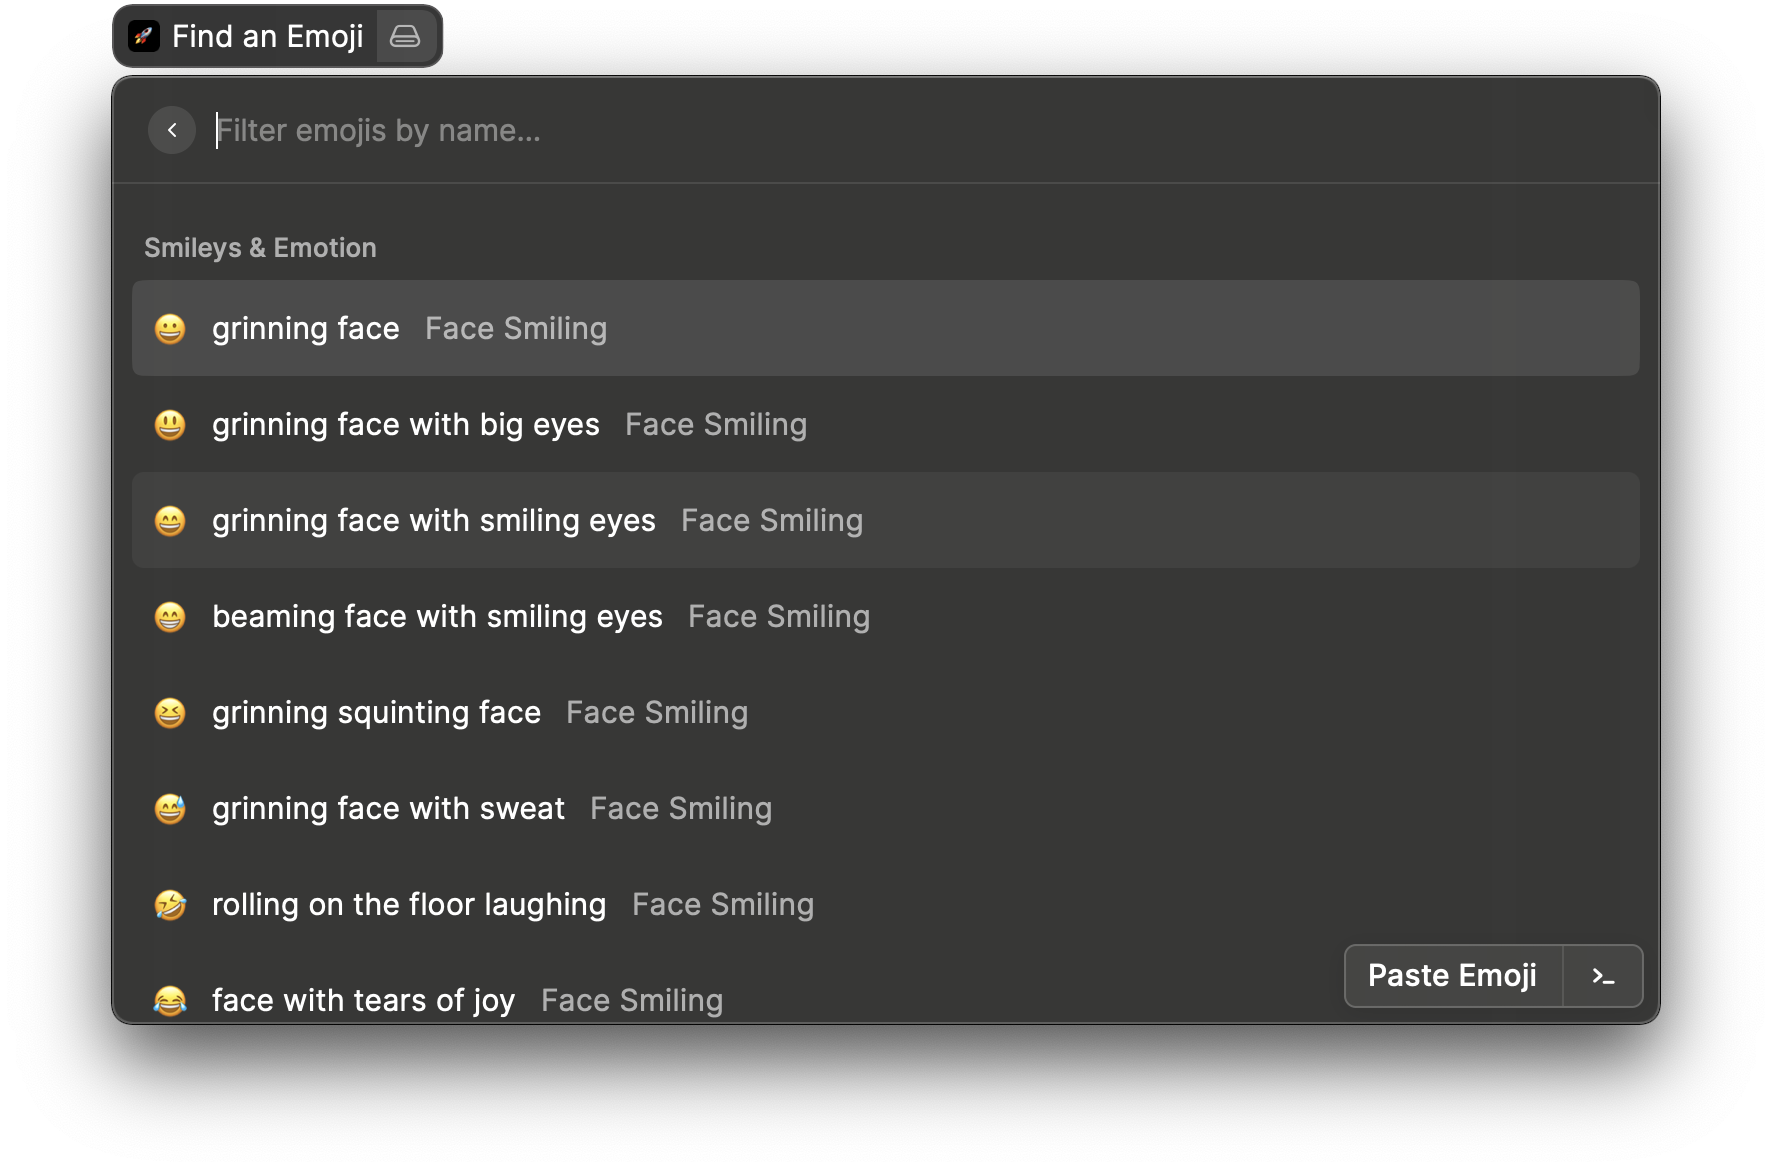 Find an Emoji
Filter emojis by name...
Smileys & Emotion
😀 grinning face Face Smiling
😃 grinning face with big eyes Face Smiling
😄 grinning face with smiling eyes Face Smiling
😁 beaming face with smiling eyes Face Smiling
😆 grinning squinting face Face Smiling
😅 grinning face with sweat Face Smiling
🤣 rolling on the floor laughing Face Smiling
😂 face with tears of joy Face Smiling
Paste Emoji >_